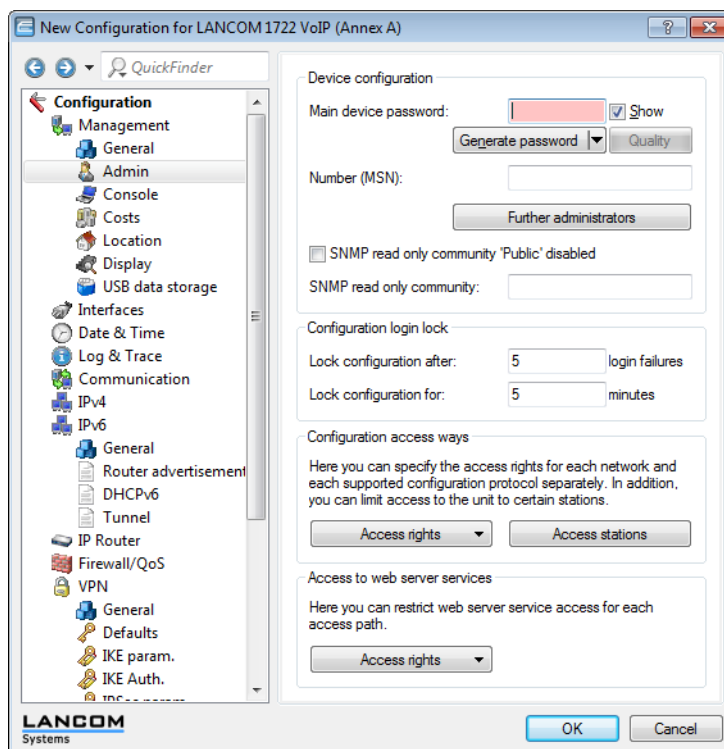 New Configuration for LANCOM 1722 VoIP (Annex A)
QuickFinder
Configuration
Management
General
Admin
Console
Costs
Location
Display
USB data storage
Interfaces
Date & Time
Log & Trace
Communication
IPv4
IPv6
General
Router advertisement
DHCPv6
Tunnel
IP Router
Firewall/QoS
VPN
General
Defaults
IKE param.
IKE Auth.
Device configuration
Main device password:
Show
Generate password
Quality
Number (MSN):
Further administrators
SNMP read only community 'Public' disabled
SNMP read only community:
Configuration login lock
Lock configuration after: 5 login failures
Lock configuration for: 5 minutes
Configuration access ways
Here you can specify the access rights for each network and
each supported configuration protocol separately. In addition,
you can limit access to the unit to certain stations.
Access rights
Access stations
Access to web server services
Here you can restrict web server service access for each
access path.
Access rights
LANCOM
Systems
OK
Cancel